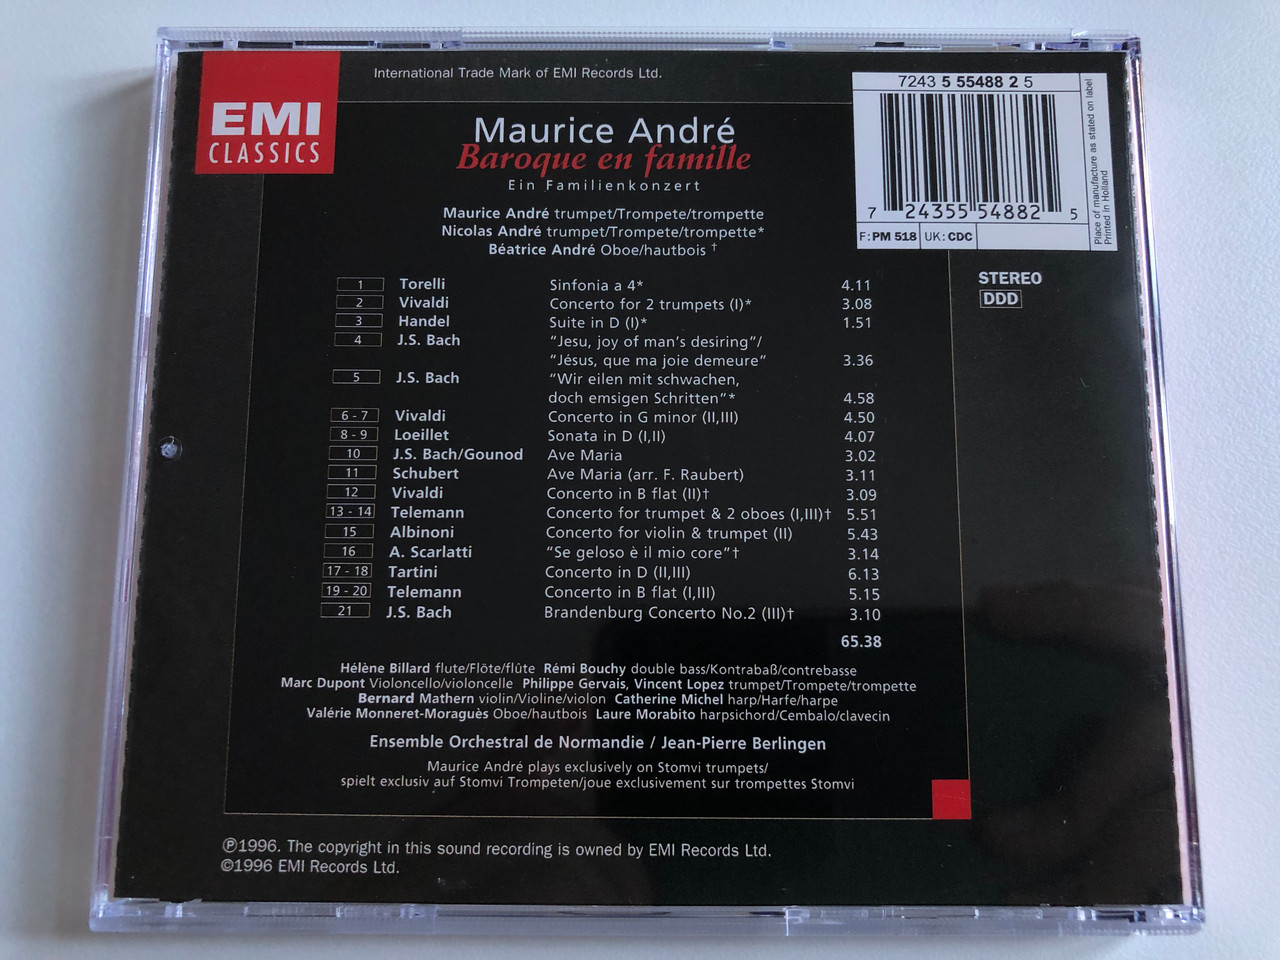 International Trade Mark of EMI Records Ltd.
EMI
CLASSICS
7243 5 55488 2 5
7 24355 54882 5
F: PM 518 UK: CDC
Place of manufacture as stated on label
Printed in Holland
Maurice André
Baroque en famille
Ein Familienkonzert
Maurice André trumpet/Trompete/trompette
Nicolas André trumpet/Trompete/trompette*
Béatrice André Oboe/hautbois †
STEREO
DDD
1 Torelli Sinfonia a 4* 4.11
2 Vivaldi Concerto for 2 trumpets (I)* 3.08
3 Handel Suite in D (I)* 1.51
4 J.S. Bach “Jesu, joy of man's desiring”/
“Jésus, que ma joie demeure” 3.36
5 J.S. Bach “Wir eilen mit schwachen,
doch emsigen Schritten”* 4.58
6 - 7 Vivaldi Concerto in G minor (II,III) 4.50
8 - 9 Loeillet Sonata in D (I,II) 4.07
10 J.S. Bach/Gounod Ave Maria 3.02
11 Schubert Ave Maria (arr. F. Raubert) 3.11
12 Vivaldi Concerto in B flat (II)† 3.09
13 - 14 Telemann Concerto for trumpet & 2 oboes (I,III)† 5.51
15 Albinoni Concerto for violin & trumpet (II) 5.43
16 A. Scarlatti “Se geloso è il mio core”† 3.14
17 - 18 Tartini Concerto in D (II,III) 6.13
19 - 20 Telemann Concerto in B flat (I,III) 5.15
21 J.S. Bach Brandenburg Concerto No.2 (III)† 3.10
65.38
Hélène Billard flute/Flöte/flûte Rémi Bouchy double bass/Kontrabaß/contrebasse
Marc Dupont Violoncello/violoncelle Philippe Gervais, Vincent Lopez trumpet/Trompete/trompette
Bernard Mathern violin/Violine/violon Catherine Michel harp/Harfe/harpe
Valérie Monneret-Moraguès Oboe/hautbois Laure Morabito harpsichord/Cembalo/clavecin
Ensemble Orchestral de Normandie / Jean-Pierre Berlingen
Maurice André plays exclusively on Stomvi trumpets/
spielt exclusiv auf Stomvi Trompeten/joue exclusivement sur trompettes Stomvi
℗1996. The copyright in this sound recording is owned by EMI Records Ltd.
©1996 EMI Records Ltd.